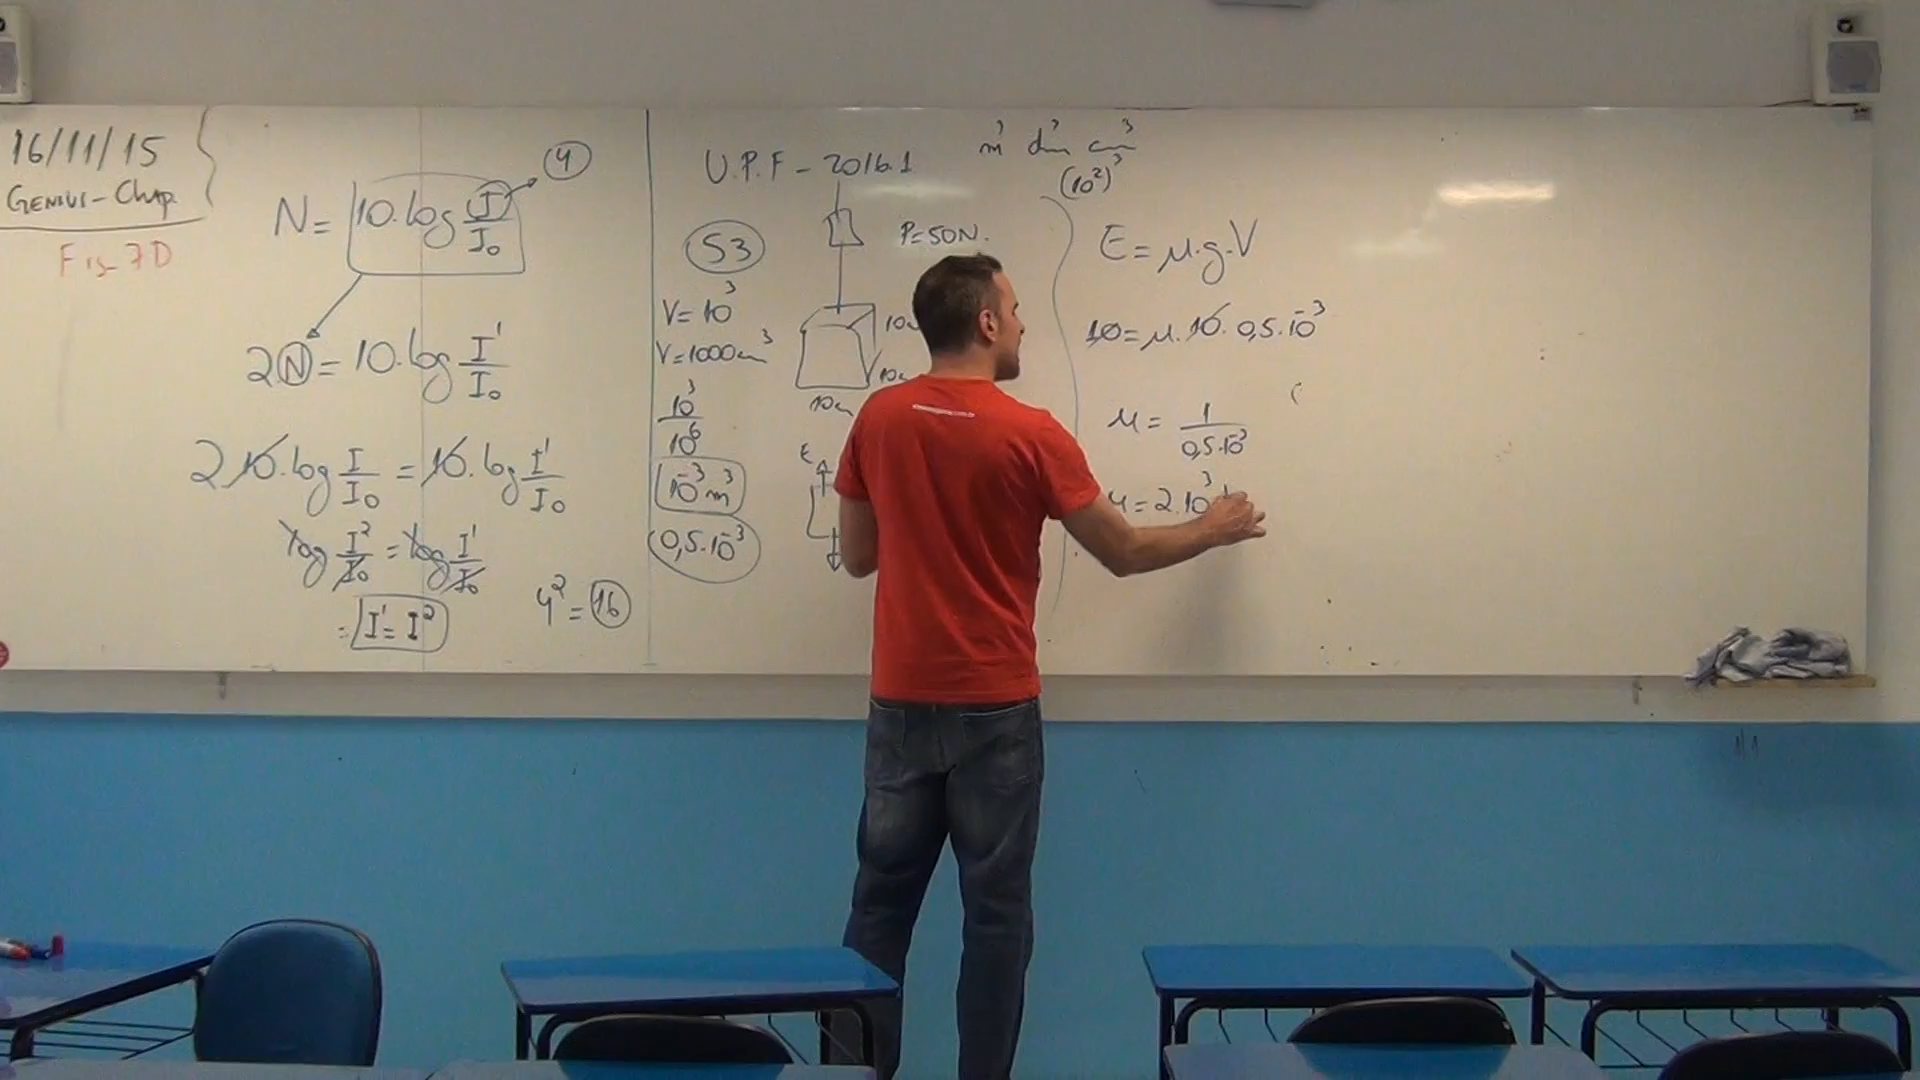 16/11/15
GENIUS-Chap.
Fis-7D
N = 10.log I/I₀
4
2N = 10.log I'/I₀
2 10.log I/I₀ = 10.log I'/I₀
log I²/I₀ = log I'/I₀
= I' = I²
4² = 16
U.P.F - 2016.1
53
P=50N.
V=10³
V=1000cm³
10³/10⁶
10⁻³m³
0,5.10⁻³
10cm
E
m³ dm³ cm³
(10²)³
E = μ.g.V
10 = μ.10. 0,5.10⁻³
μ = 1/0,5.10⁻³
μ = 2.10³